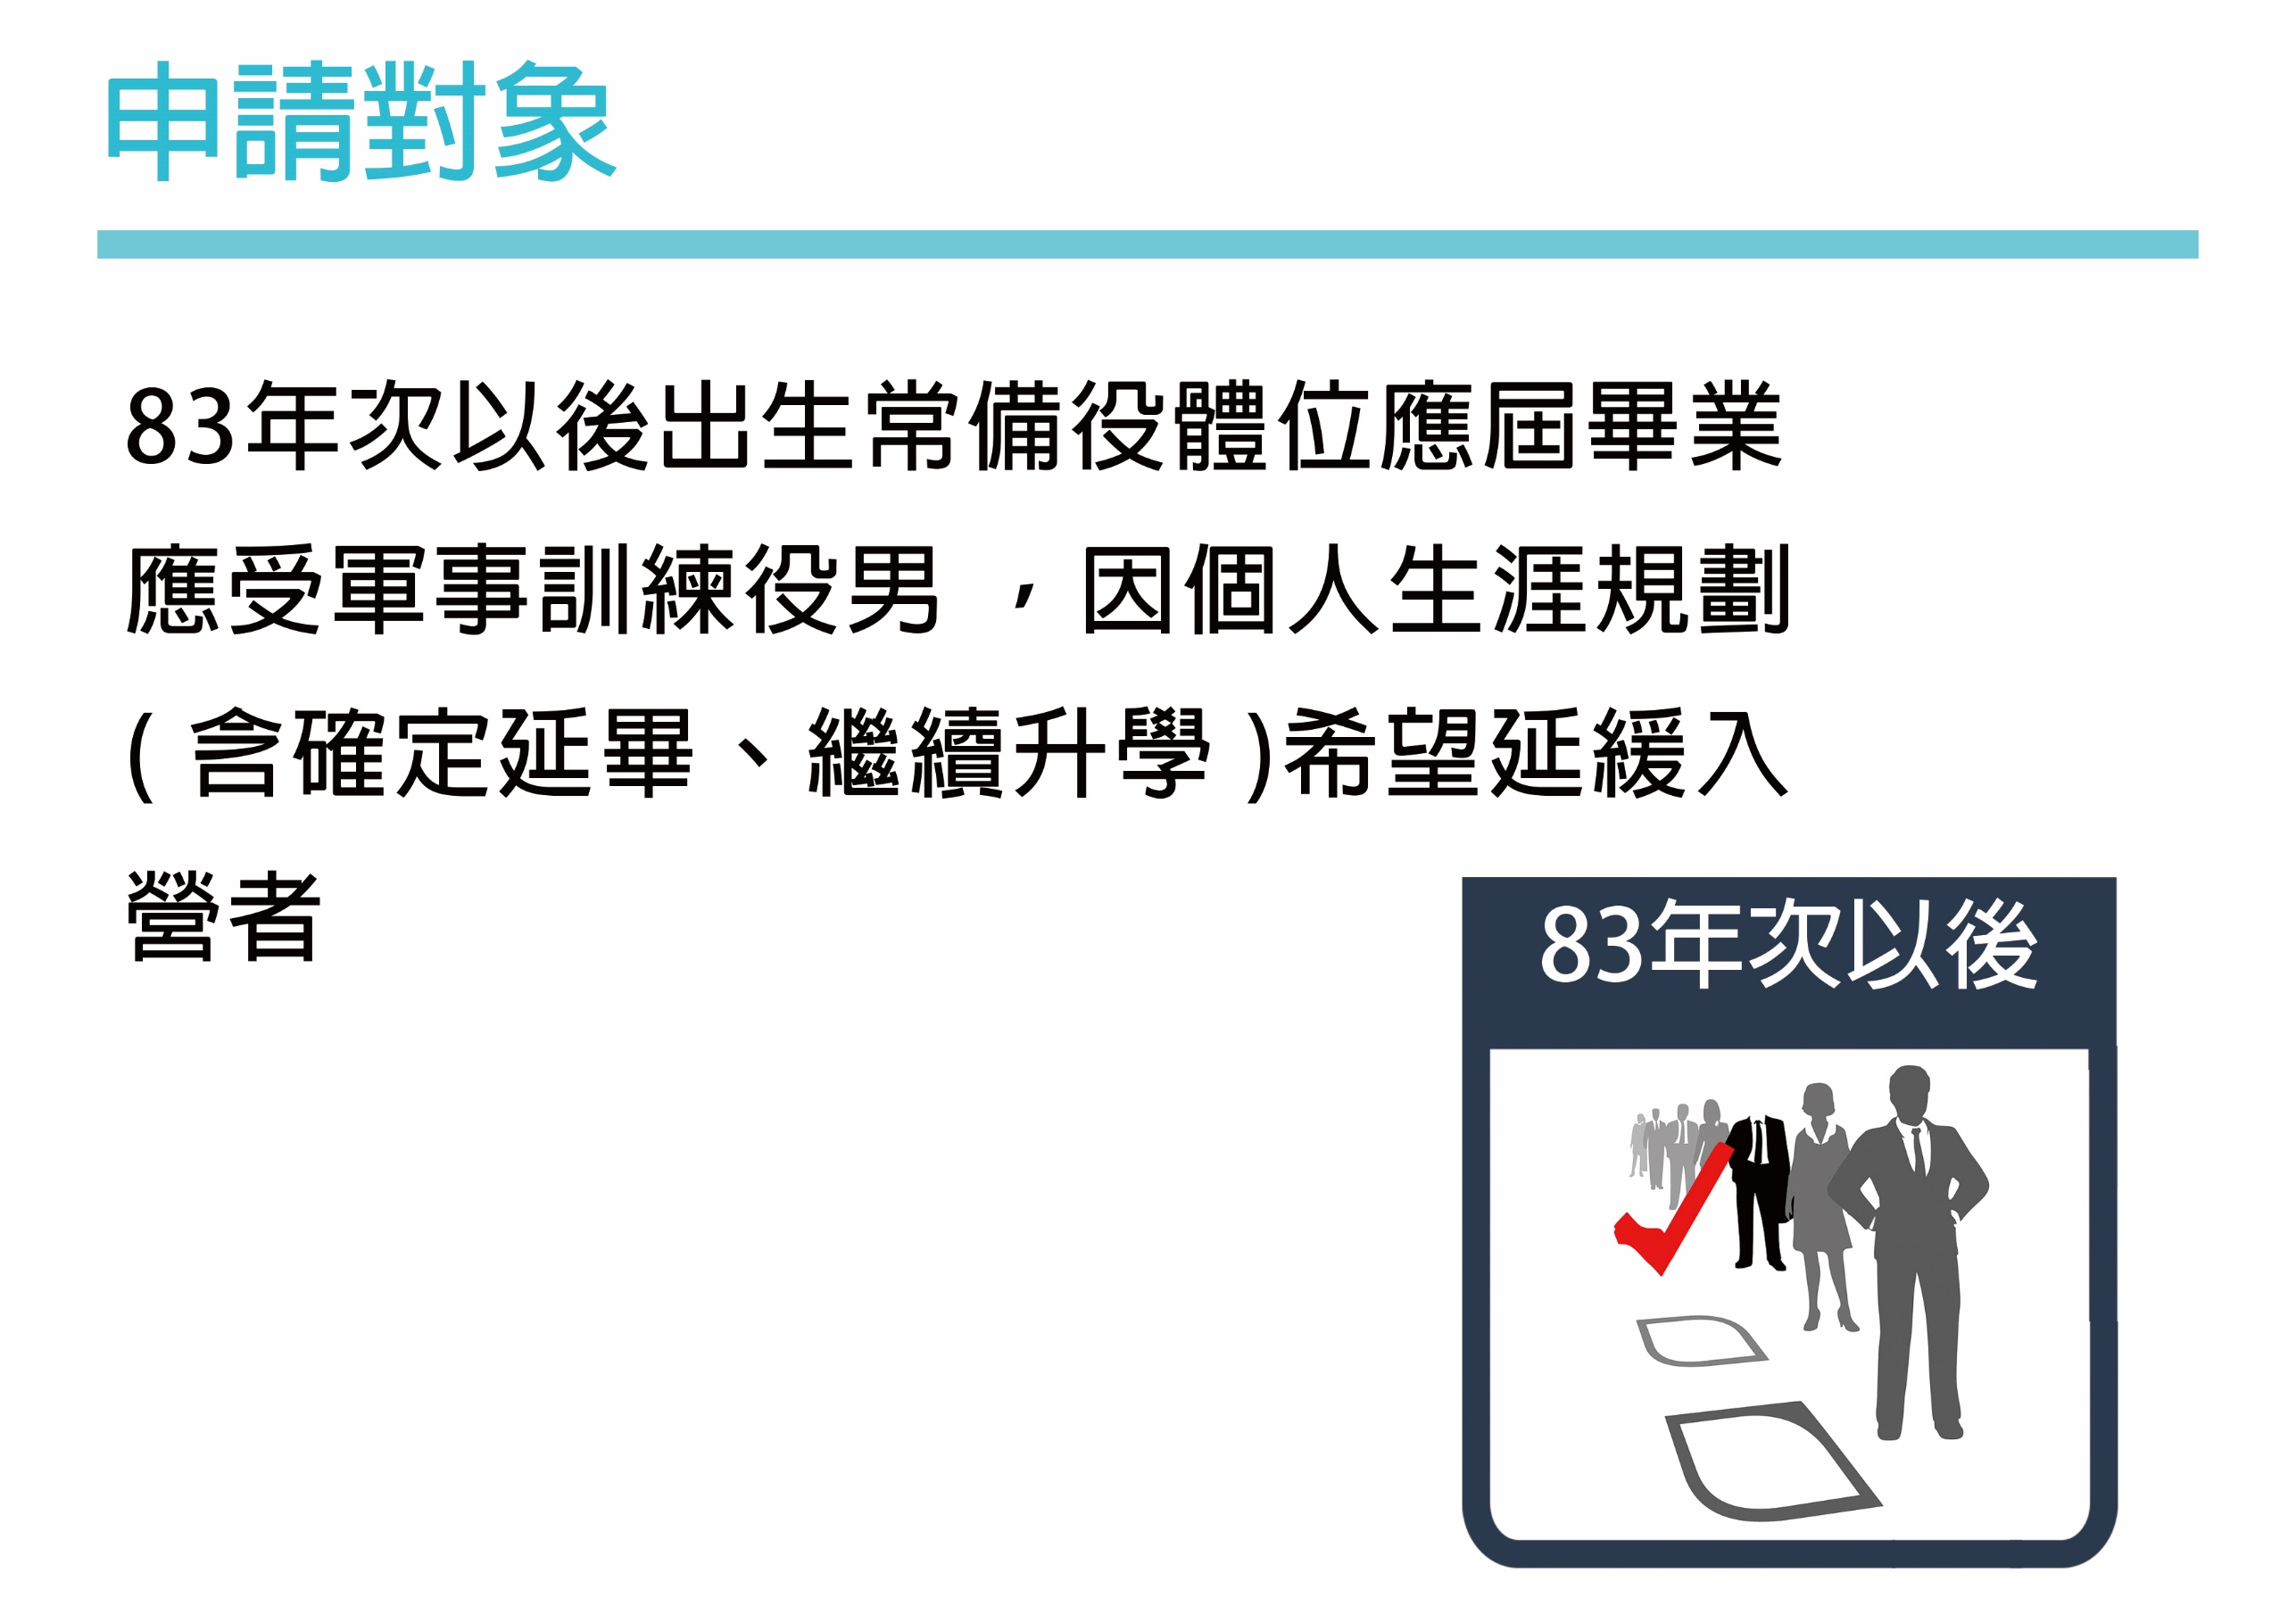 申請對象
83年次以後出生常備役體位應屆畢業
應受軍事訓練役男，因個人生涯規劃
(含確定延畢、繼續升學)希望延緩入
營者
83年次以後